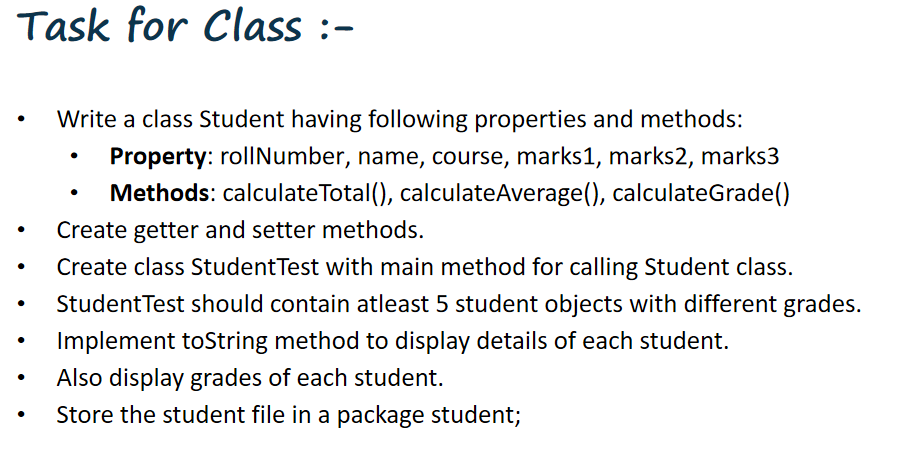 Task for Class :-
• Write a class Student having following properties and methods:
• Property: rollNumber, name, course, marks1, marks2, marks3
• Methods: calculateTotal(), calculateAverage(), calculateGrade()
• Create getter and setter methods.
• Create class StudentTest with main method for calling Student class.
• StudentTest should contain atleast 5 student objects with different grades.
• Implement toString method to display details of each student.
• Also display grades of each student.
• Store the student file in a package student;